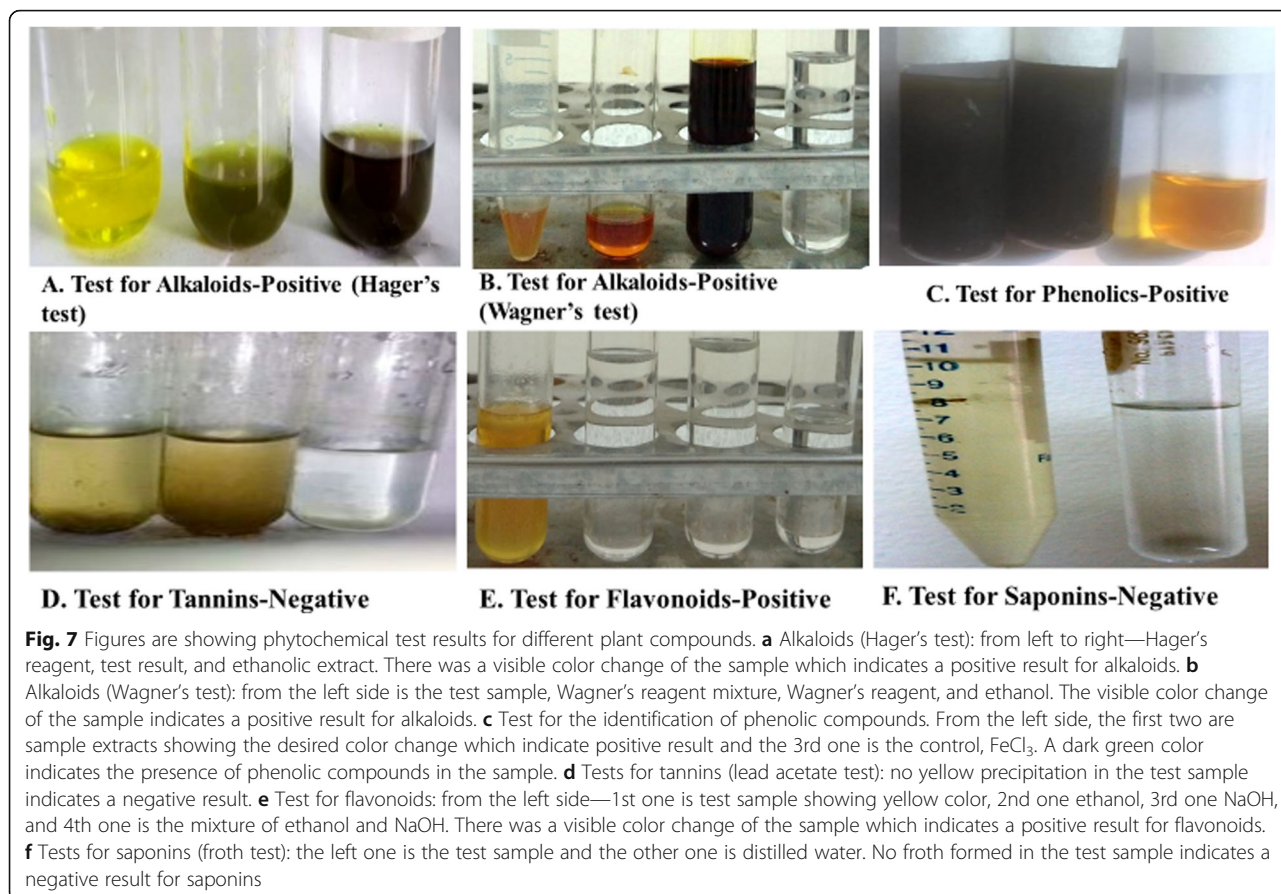 A. Test for Alkaloids-Positive (Hager's
test)
B. Test for Alkaloids-Positive
(Wagner's test)
C. Test for Phenolics-Positive
D. Test for Tannins-Negative
E. Test for Flavonoids-Positive
11
10
9
8
7
6
5
4
3
2
F. Test for Saponins-Negative
Fig. 7 Figures are showing phytochemical test results for different plant compounds. a Alkaloids (Hager's test): from left to right—Hager's
reagent, test result, and ethanolic extract. There was a visible color change of the sample which indicates a positive result for alkaloids. b
Alkaloids (Wagner's test): from the left side is the test sample, Wagner's reagent mixture, Wagner's reagent, and ethanol. The visible color change
of the sample indicates a positive result for alkaloids. c Test for the identification of phenolic compounds. From the left side, the first two are
sample extracts showing the desired color change which indicate positive result and the 3rd one is the control, FeCl₃. A dark green color
indicates the presence of phenolic compounds in the sample. d Tests for tannins (lead acetate test): no yellow precipitation in the test sample
indicates a negative result. e Test for flavonoids: from the left side—1st one is test sample showing yellow color, 2nd one ethanol, 3rd one NaOH,
and 4th one is the mixture of ethanol and NaOH. There was a visible color change of the sample which indicates a positive result for flavonoids.
f Tests for saponins (froth test): the left one is the test sample and the other one is distilled water. No froth formed in the test sample indicates a
negative result for saponins